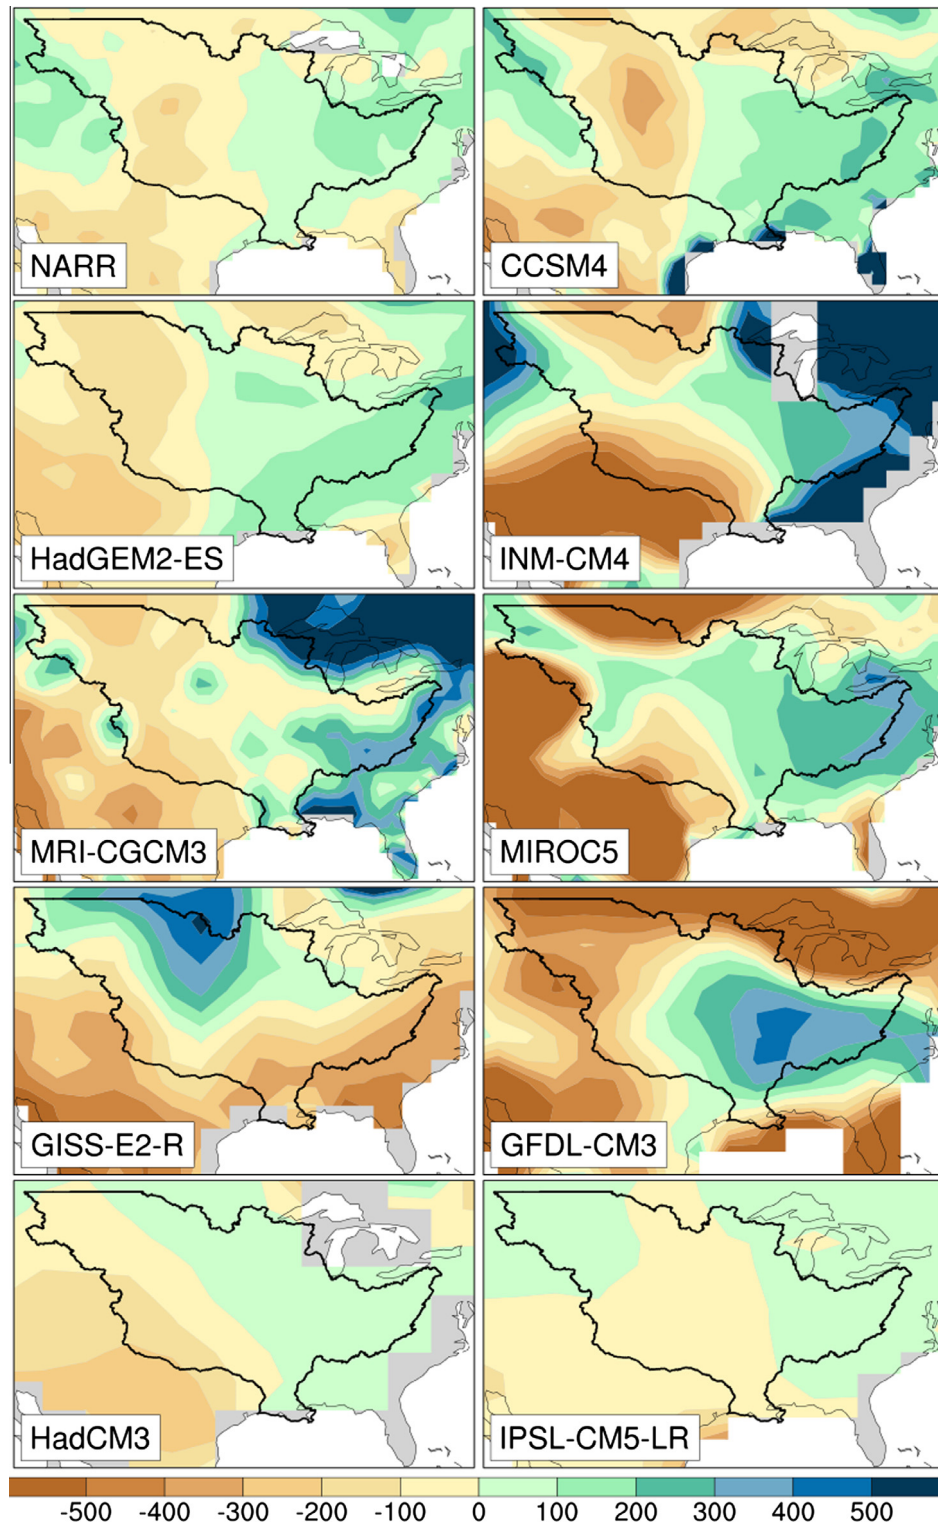 NARR
CCSM4
HadGEM2-ES
INM-CM4
MRI-CGCM3
MIROC5
GISS-E2-R
GFDL-CM3
HadCM3
IPSL-CM5-LR
-500 -400 -300 -200 -100 0 100 200 300 400 500